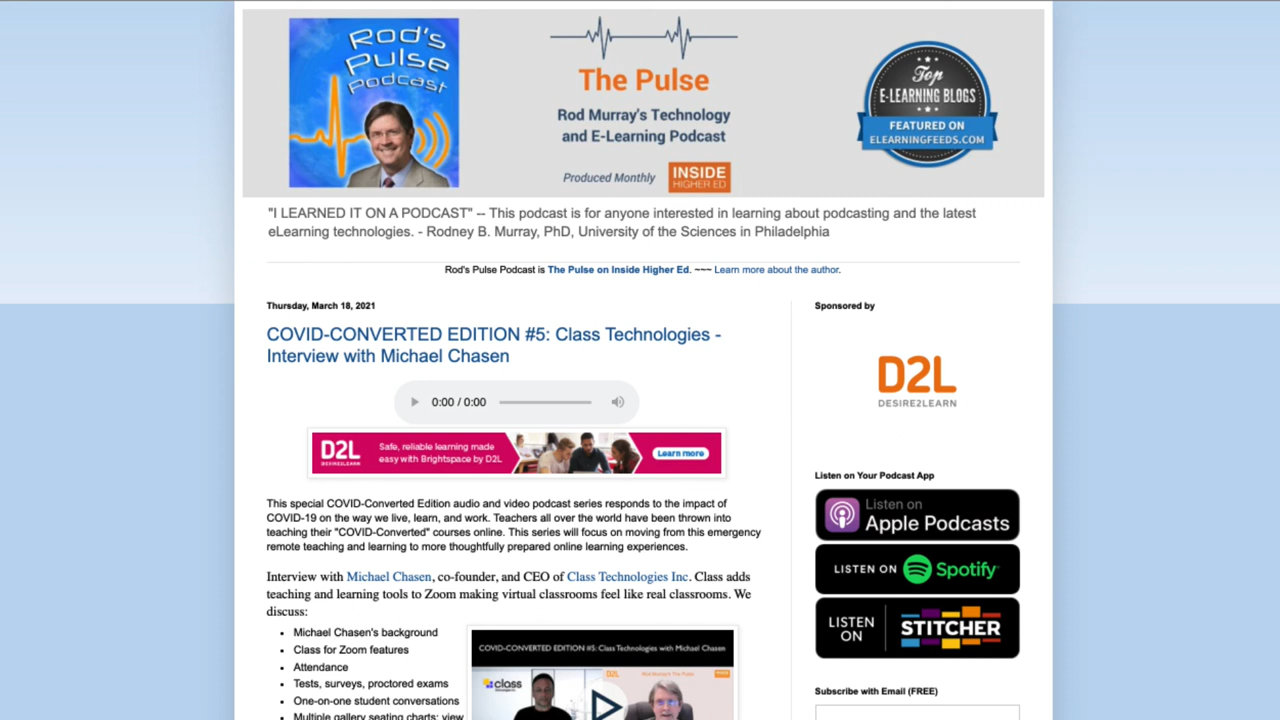 Rod's
Pulse
Podcast
The Pulse
Rod Murray's Technology
and E-Learning Podcast
Produced Monthly
INSIDE
HIGHER ED
Top
E-LEARNING BLOGS
FEATURED ON
ELEARNINGFEEDS.COM
"I LEARNED IT ON A PODCAST" -- This podcast is for anyone interested in learning about podcasting and the latest
eLearning technologies. - Rodney B. Murray, PhD, University of the Sciences in Philadelphia
Rod's Pulse Podcast is The Pulse on Inside Higher Ed. ~~~ Learn more about the author.
Thursday, March 18, 2021
COVID-CONVERTED EDITION #5: Class Technologies -
Interview with Michael Chasen
0:00 / 0:00
D2L
DESIRE2LEARN
Safe, reliable learning made
easy with Brightspace by D2L
Learn more
This special COVID-Converted Edition audio and video podcast series responds to the impact of
COVID-19 on the way we live, learn, and work. Teachers all over the world have been thrown into
teaching their "COVID-Converted" courses online. This series will focus on moving from this emergency
remote teaching and learning to more thoughtfully prepared online learning experiences.
Interview with Michael Chasen, co-founder, and CEO of Class Technologies Inc. Class adds
teaching and learning tools to Zoom making virtual classrooms feel like real classrooms. We
discuss:
• Michael Chasen's background
• Class for Zoom features
• Attendance
• Tests, surveys, proctored exams
• One-on-one student conversations
• Multiple gallery seating charts: view
COVID-CONVERTED EDITION #5: Class Technologies with Michael Chasen
class
D2L
Rod Murray's The Pulse
Sponsored by
D2L
DESIRE2LEARN
Listen on Your Podcast App
Listen on
Apple Podcasts
LISTEN ON Spotify
LISTEN
ON
STITCHER
Subscribe with Email (FREE)